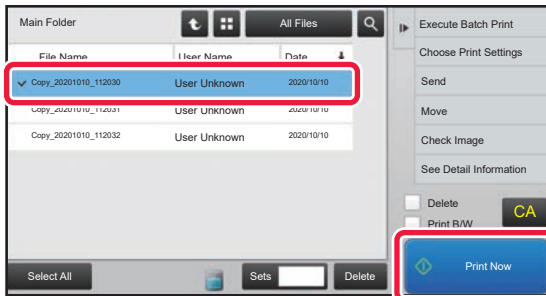 Main Folder
All Files
File Name User Name Date
Copy_20201010_112030 User Unknown 2020/10/10
Copy_20201010_112031 User Unknown 2020/10/10
Copy_20201010_112032 User Unknown 2020/10/10
Select All
Sets
Delete
Execute Batch Print
Choose Print Settings
Send
Move
Check Image
See Detail Information
Delete
Print B/W
CA
Print Now